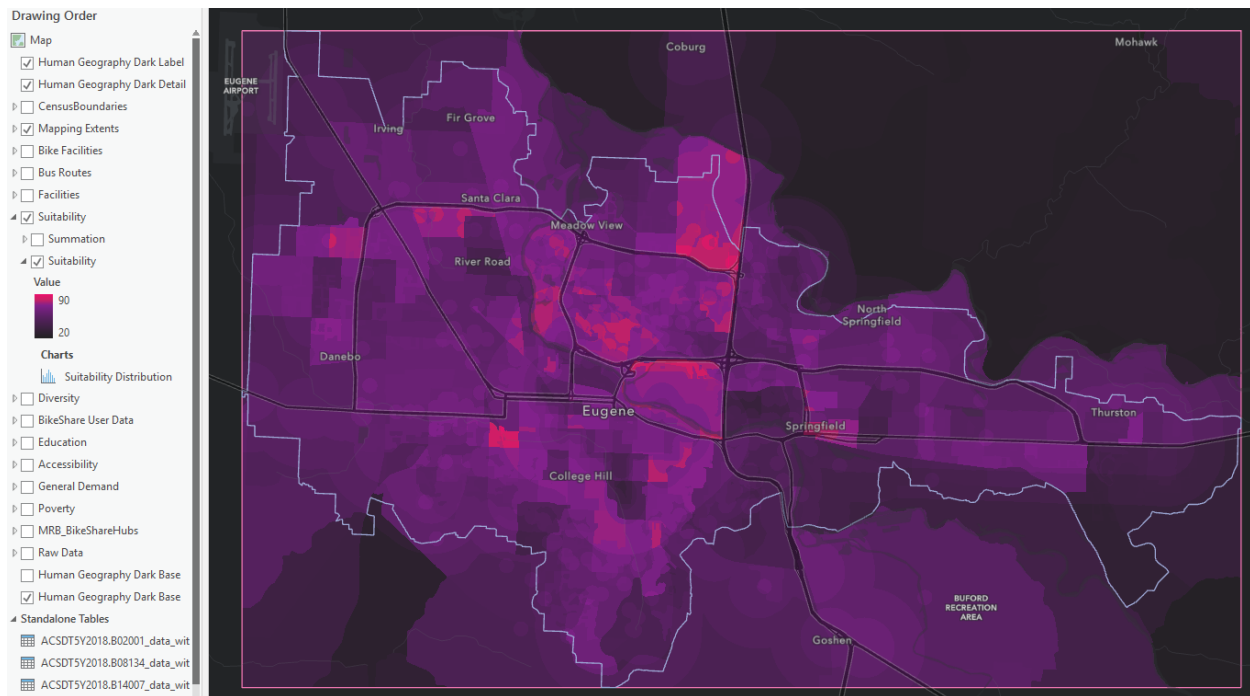 Drawing Order
Map
Human Geography Dark Label
Human Geography Dark Detail
CensusBoundaries
Mapping Extents
Bike Facilities
Bus Routes
Facilities
Suitability
Summation
Suitability
Value
90
20
Charts
Suitability Distribution
Diversity
BikeShare User Data
Education
Accessibility
General Demand
Poverty
MRB_BikeShareHubs
Raw Data
Human Geography Dark Base
Human Geography Dark Base
Standalone Tables
ACSDT5Y2018.B02001_data_wit
ACSDT5Y2018.B08134_data_wit
ACSDT5Y2018.B14007_data_wit
Coburg
Mohawk
EUGENE
AIRPORT
Fir Grove
Irving
Santa Clara
Meadow View
River Road
North
Springfield
Danebo
Eugene
Thurston
Springfield
College Hill
BUFORD
RECREATION
AREA
Goshen